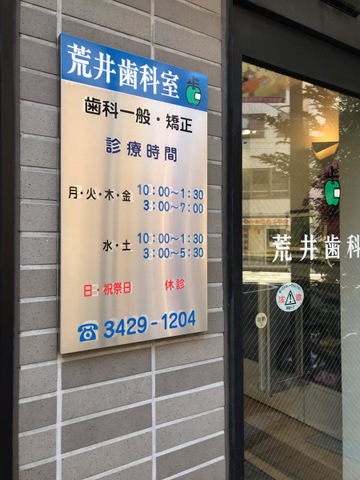 荒井歯科室
歯科一般・矯正
診療時間
月・火・木・金 10:00〜1:30
3:00〜7:00
水・土 10:00〜1:30
3:00〜5:30
日・祝祭日 休診
☎3429-1204
荒井歯科